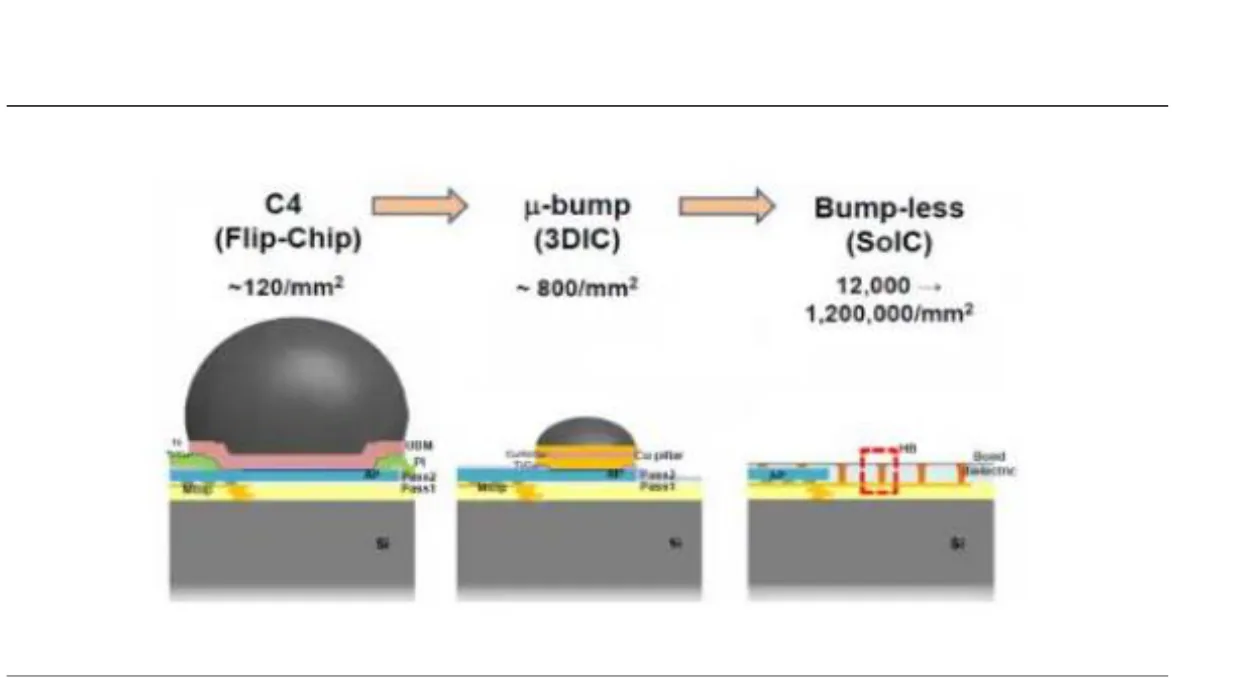 C4
(Flip-Chip)
~120/mm²
μ-bump
(3DIC)
~ 800/mm²
Bump-less
(SoIC)
12,000 →
1,200,000/mm²
UBM
PI
AP
Pass2
Pass1
Si
Cu pillar
Pass2
Pass1
Si
HB
Bond
dielectric
AP
Si